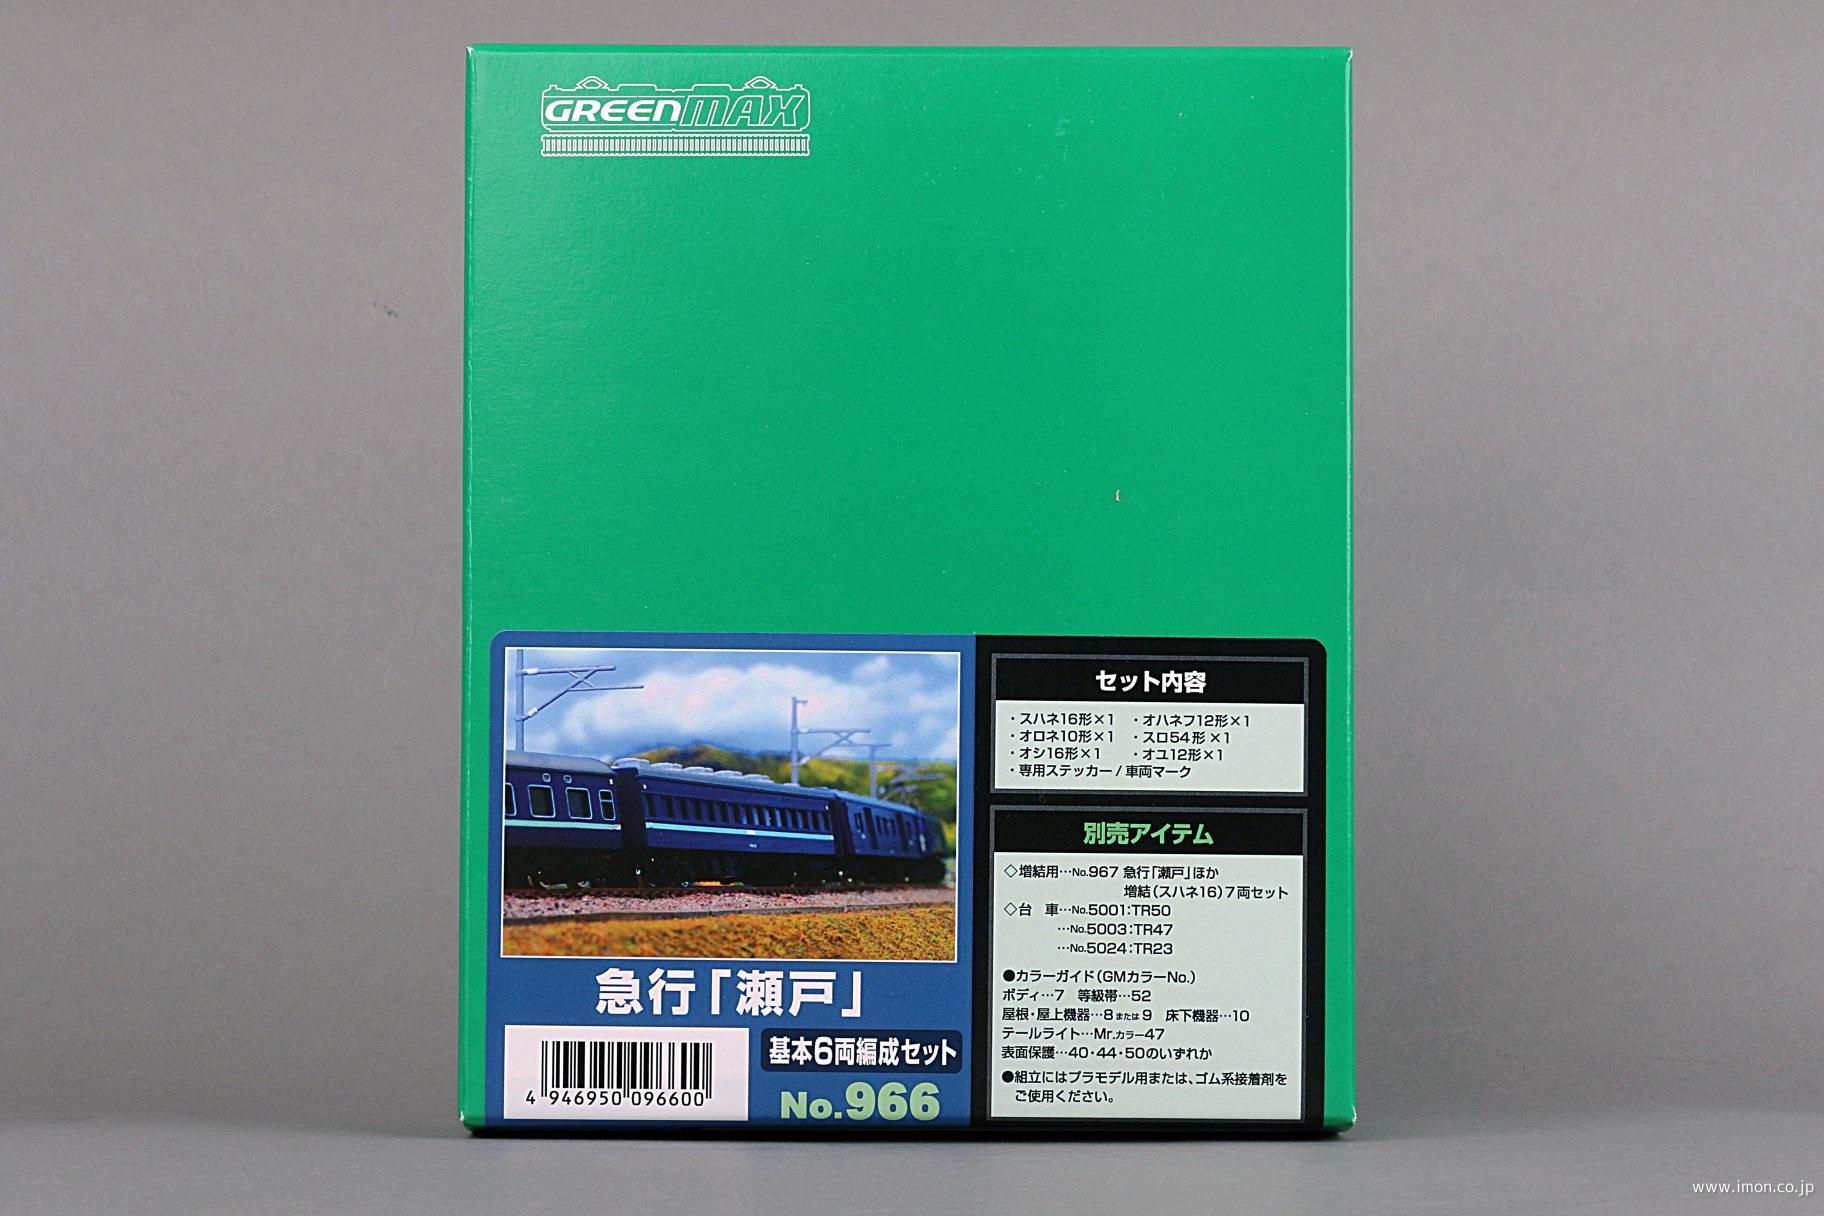 GREENMAX
急行「瀬戸」
4 946950 096600
基本6両編成セット
No.966
セット内容
・スハネ16形×1 ・オハネフ12形×1
・オロネ10形×1 ・スロ54形×1
・オシ16形×1 ・オユ12形×1
・専用ステッカー/車両マーク
別売アイテム
◇増結用…No.967 急行「瀬戸」ほか
増結(スハネ16)7両セット
◇台 車…No.5001:TR50
…No.5003:TR47
…No.5024:TR23
●カラーガイド(GMカラーNo.)
ボディ…7 等級帯…52
屋根・屋上機器…8または9 床下機器…10
テールライト…Mr.カラー47
表面保護…40・44・50のいずれか
●組立にはプラモデル用または、ゴム系接着剤を
ご使用ください。
www.imon.co.jp